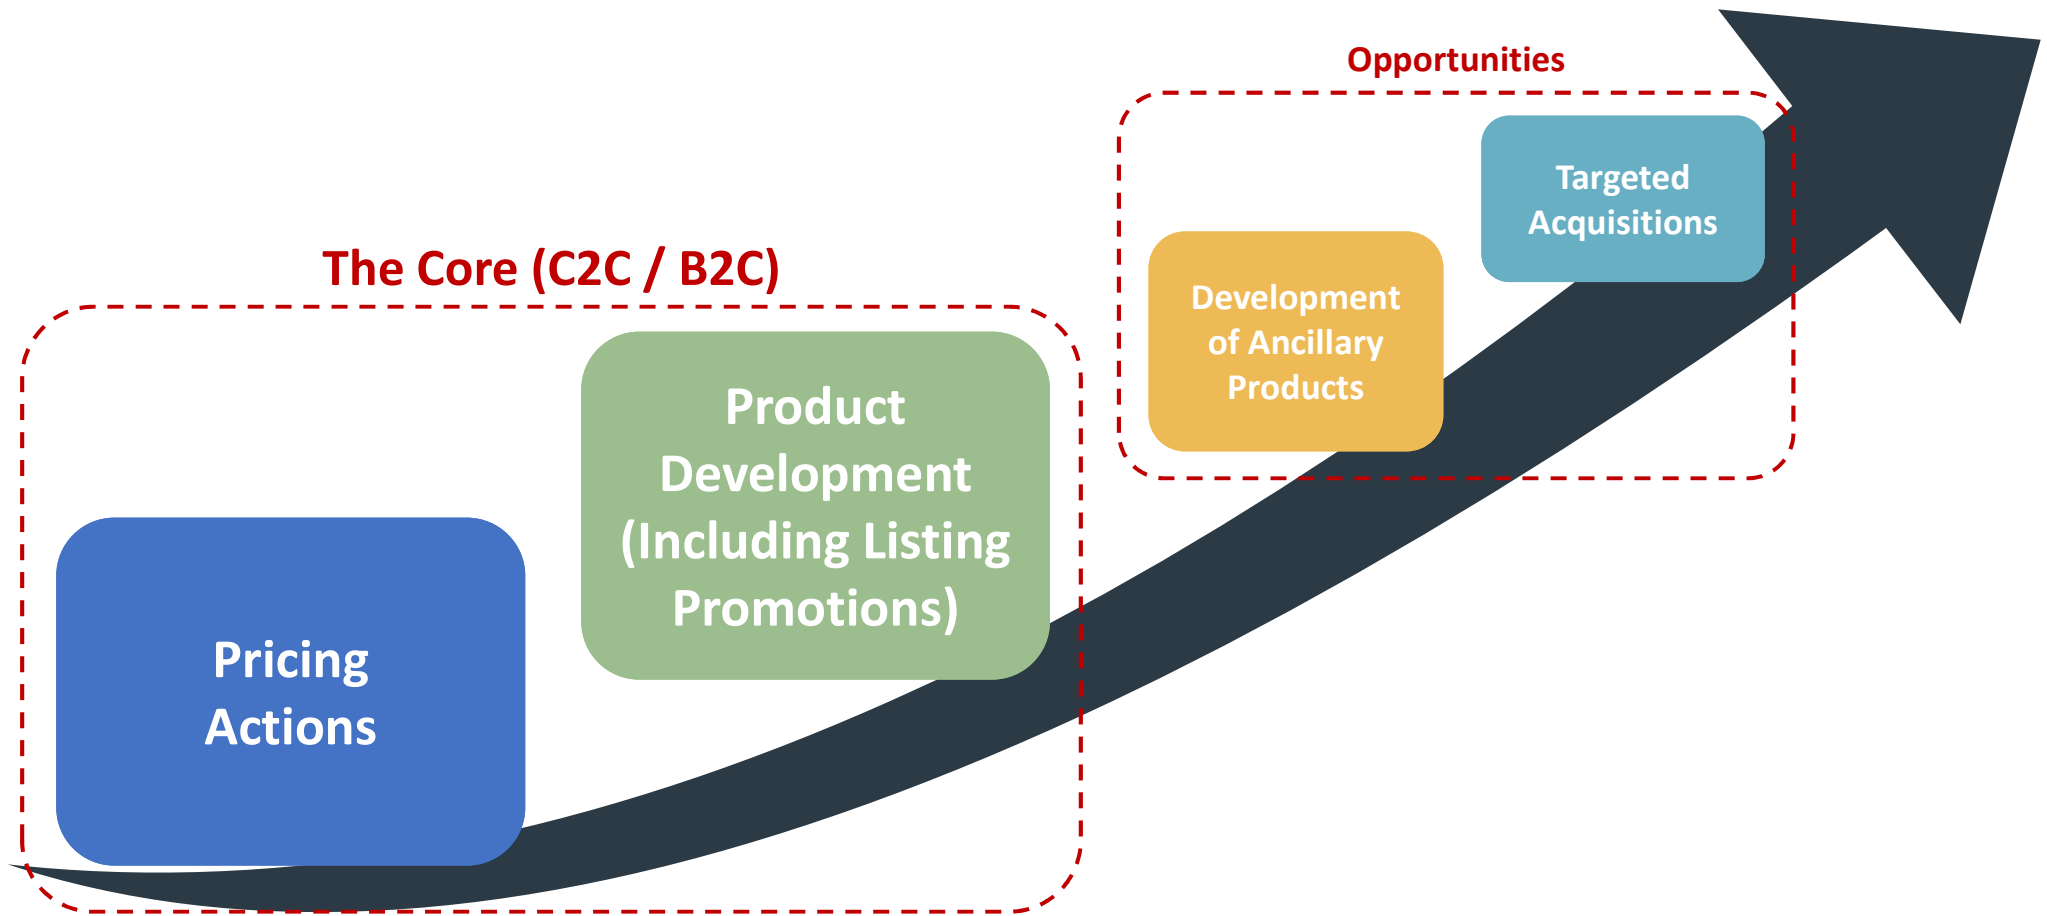 The Core (C2C / B2C)
Pricing
Actions
Product
Development
(Including Listing
Promotions)
Opportunities
Development
of Ancillary
Products
Targeted
Acquisitions